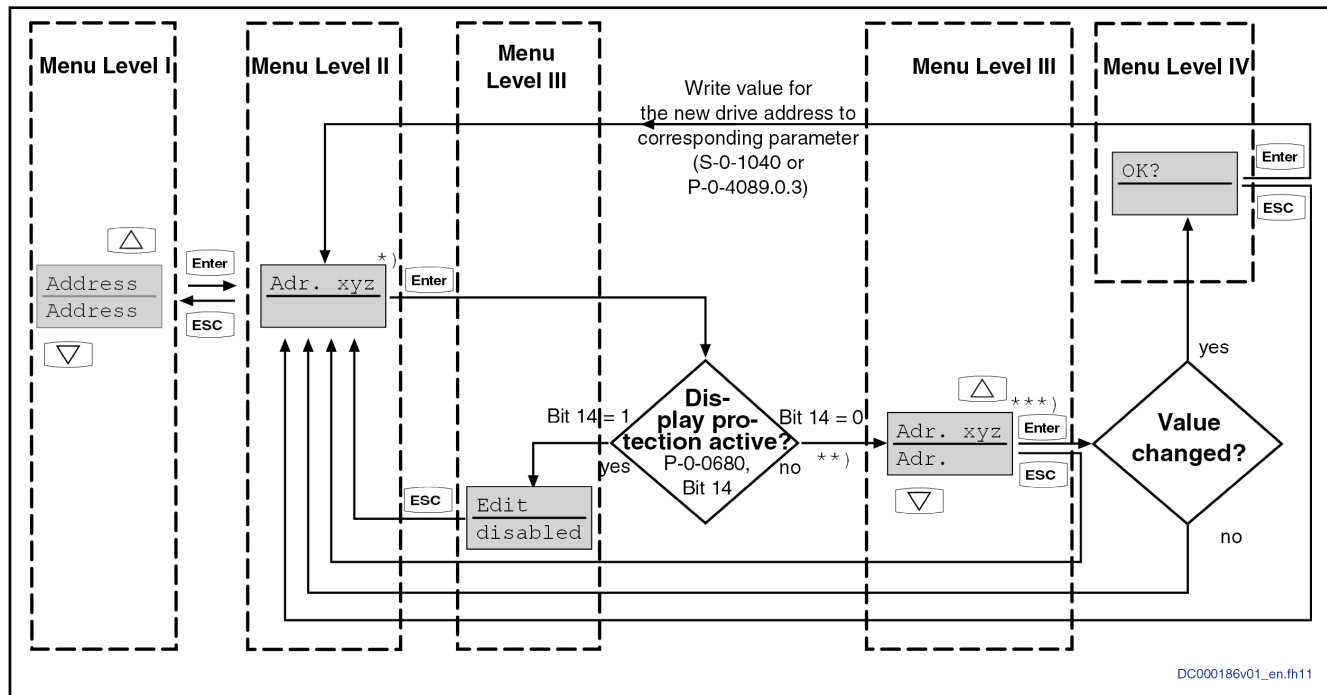 Menu Level I
Menu Level II
Menu
Level III
Menu Level III
Menu Level IV
Write value for
the new drive address to
corresponding parameter
(S-0-1040 or
P-0-4089.0.3)
OK?
Enter
ESC
Address
Address
Enter
ESC
Adr. xyz
*)
Enter
yes
Bit 14 = 1
yes
Dis-
play pro-
tection active?
P-0-0680,
Bit 14
Bit 14 = 0
no
**)
Adr. xyz
Adr.
***)
Enter
ESC
Value
changed?
no
ESC
Edit
disabled
DC000186v01_en.fh11